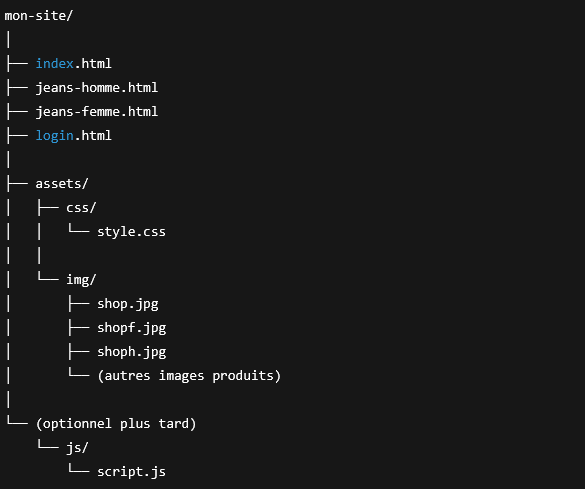 mon-site/
│
├── index.html
├── jeans-homme.html
├── jeans-femme.html
├── login.html
│
├── assets/
│   ├── css/
│   │   └── style.css
│   │
│   └── img/
│       ├── shop.jpg
│       ├── shopf.jpg
│       ├── shoph.jpg
│       └── (autres images produits)
│
└── (optionnel plus tard)
    └── js/
        └── script.js